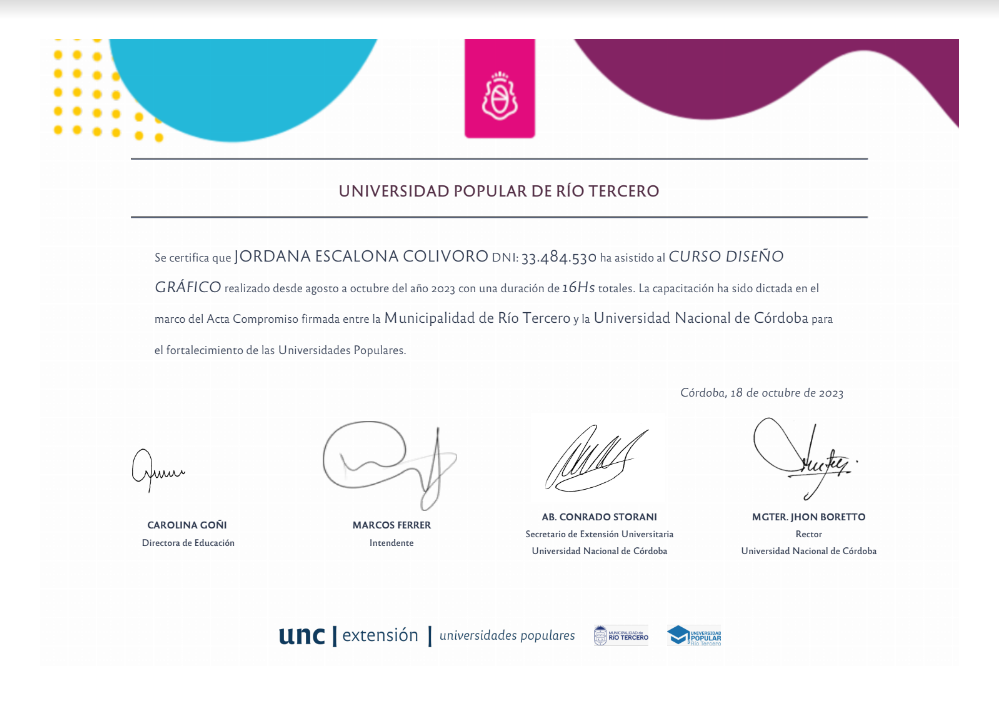 UNIVERSIDAD POPULAR DE RÍO TERCERO
Se certifica que JORDANA ESCALONA COLIVORO DNI: 33.484.530 ha asistido al CURSO DISEÑO
GRÁFICO realizado desde agosto a octubre del año 2023 con una duración de 16Hs totales. La capacitación ha sido dictada en el
marco del Acta Compromiso firmada entre la Municipalidad de Río Tercero y la Universidad Nacional de Córdoba para
el fortalecimiento de las Universidades Populares.
Córdoba, 18 de octubre de 2023
CAROLINA GOÑI
Directora de Educación
MARCOS FERRER
Intendente
AB. CONRADO STORANI
Secretario de Extensión Universitaria
Universidad Nacional de Córdoba
MGTER. JHON BORETTO
Rector
Universidad Nacional de Córdoba
unc | extensión | universidades populares
MUNICIPALIDAD de
RIO TERCERO
UNIVERSIDAD
POPULAR
RÍO TERCERO